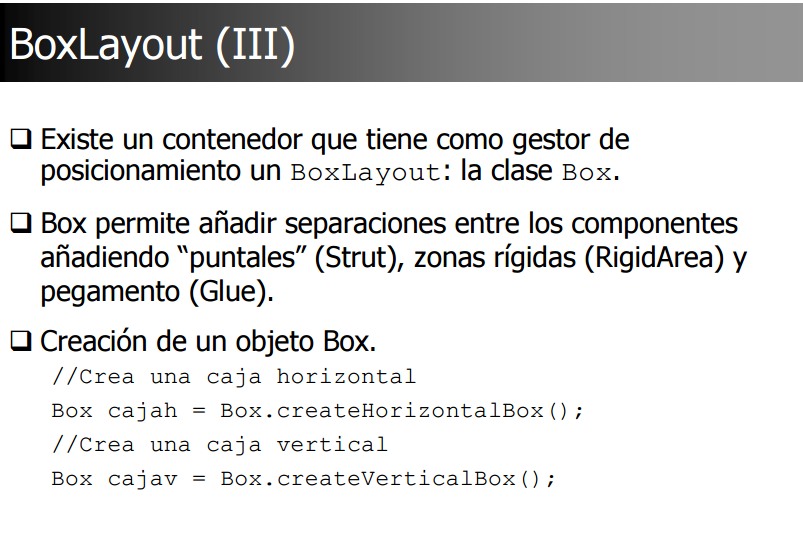 BoxLayout (III)
❑ Existe un contenedor que tiene como gestor de
posicionamiento un BoxLayout: la clase Box.
❑ Box permite añadir separaciones entre los componentes
añadiendo “puntales” (Strut), zonas rígidas (RigidArea) y
pegamento (Glue).
❑ Creación de un objeto Box.
//Crea una caja horizontal
Box cajah = Box.createHorizontalBox();
//Crea una caja vertical
Box cajav = Box.createVerticalBox();